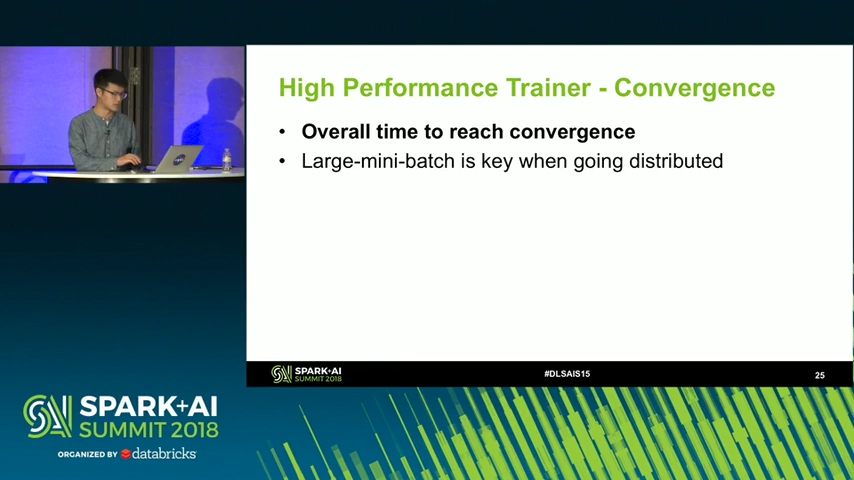 High Performance Trainer - Convergence
• Overall time to reach convergence
• Large-mini-batch is key when going distributed
SPARK+AI
SUMMIT 2018
#DLSAIS15
25
SPARK+AI
SUMMIT 2018
ORGANIZED BY databricks